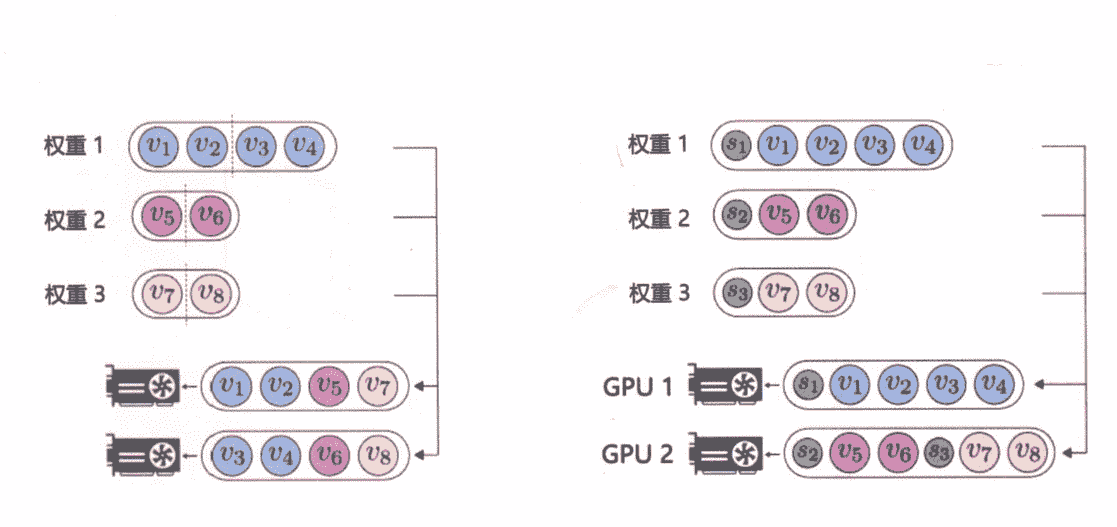 权重 1 v1 v2 v3 v4
权重 2 v5 v6
权重 3 v7 v8
v1 v2 v5 v7
v3 v4 v6 v8
权重 1 s1 v1 v2 v3 v4
权重 2 s2 v5 v6
权重 3 s3 v7 v8
GPU 1 s1 v1 v2 v3 v4
GPU 2 s2 v5 v6 s3 v7 v8